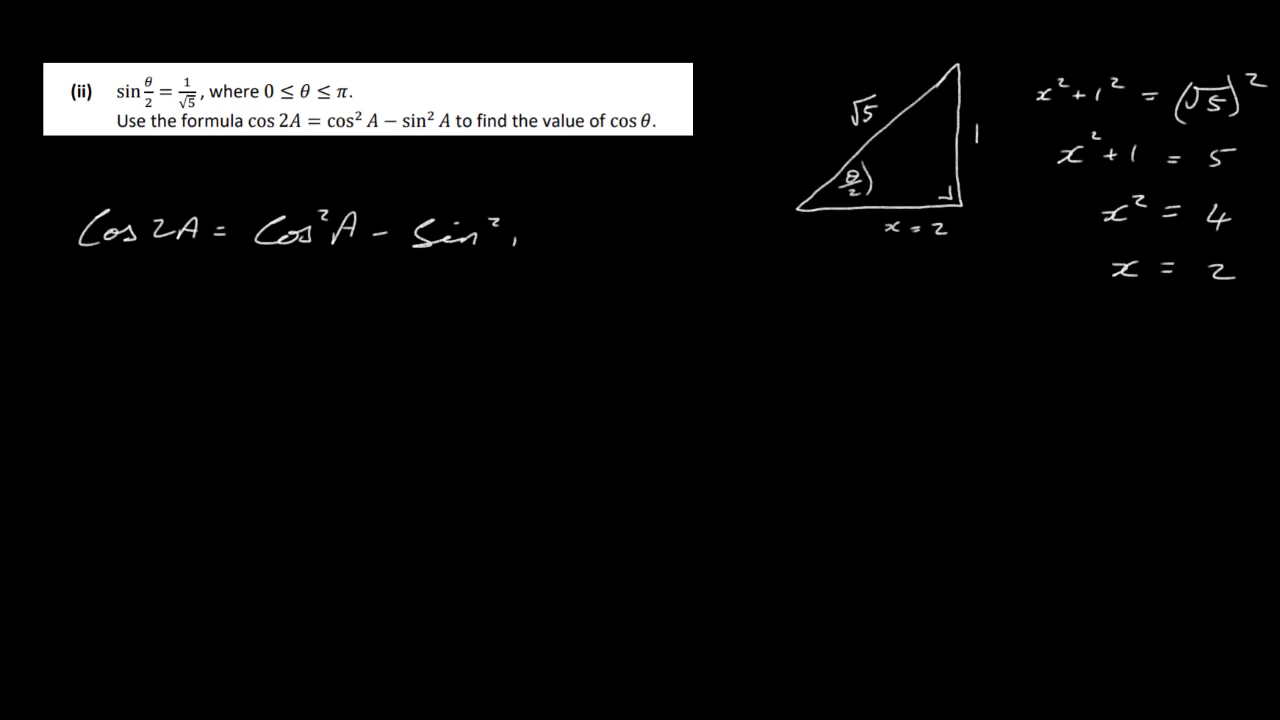 (ii) sin θ/2 = 1/√5, where 0 ≤ θ ≤ π.
Use the formula cos 2A = cos² A − sin² A to find the value of cos θ.
Cos 2A = Cos²A − Sin²
√5
1
θ/2
x = 2
x² + 1² = (√5)²
x² + 1 = 5
x² = 4
x = 2